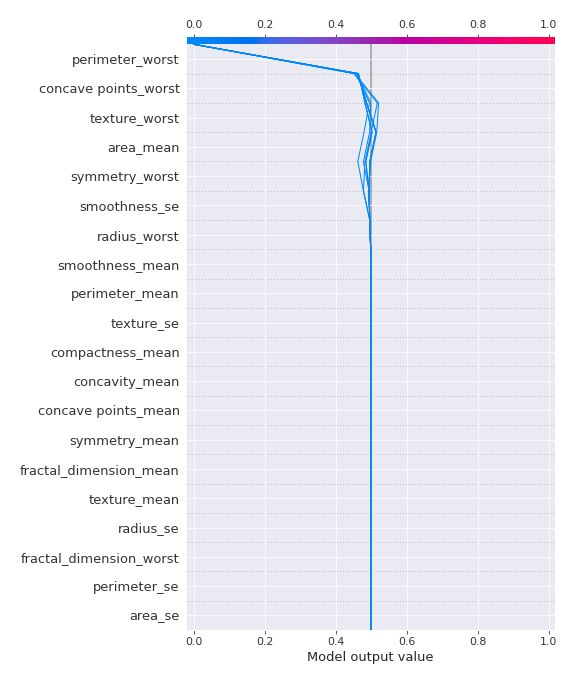 0.0 0.2 0.4 0.6 0.8 1.0
perimeter_worst
concave points_worst
texture_worst
area_mean
symmetry_worst
smoothness_se
radius_worst
smoothness_mean
perimeter_mean
texture_se
compactness_mean
concavity_mean
concave points_mean
symmetry_mean
fractal_dimension_mean
texture_mean
radius_se
fractal_dimension_worst
perimeter_se
area_se
0.0 0.2 0.4 0.6 0.8 1.0
Model output value